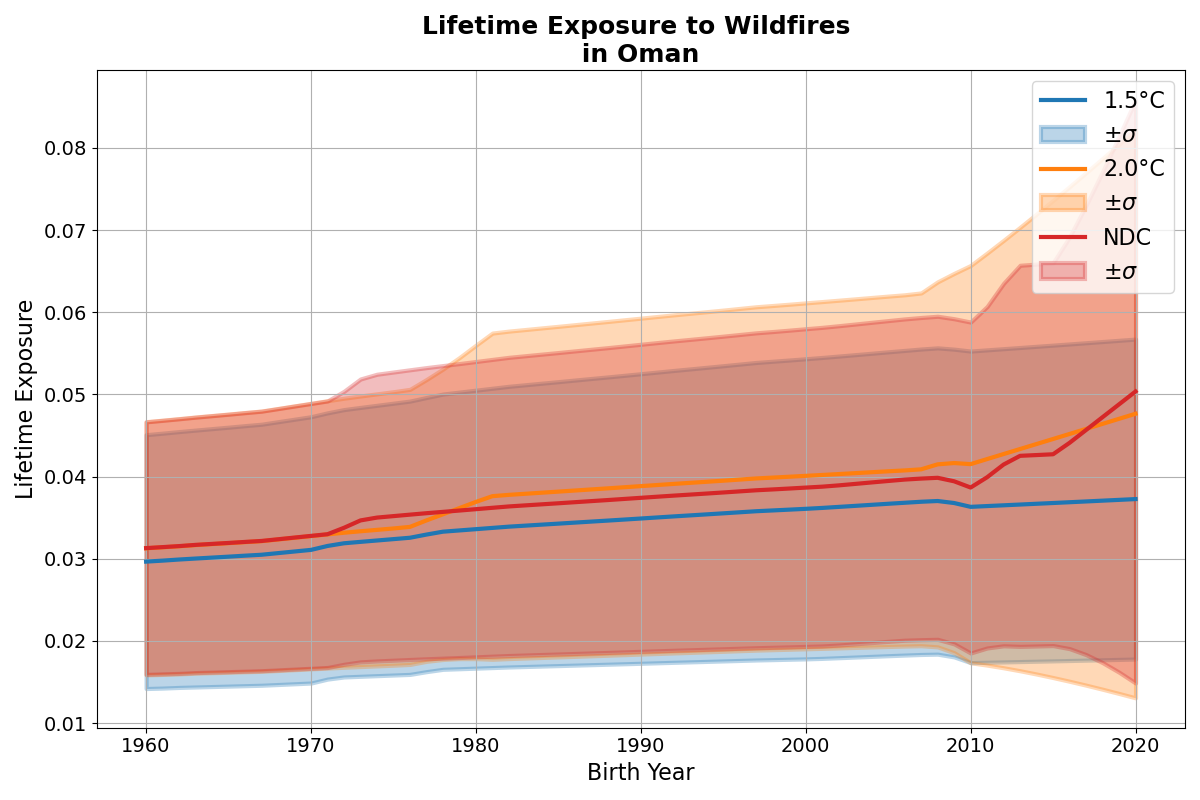 Lifetime Exposure to Wildfires
in Oman
1.5°C
±σ
2.0°C
±σ
NDC
±σ
Lifetime Exposure
0.08
0.07
0.06
0.05
0.04
0.03
0.02
0.01
1960
1970
1980
1990
2000
2010
2020
Birth Year